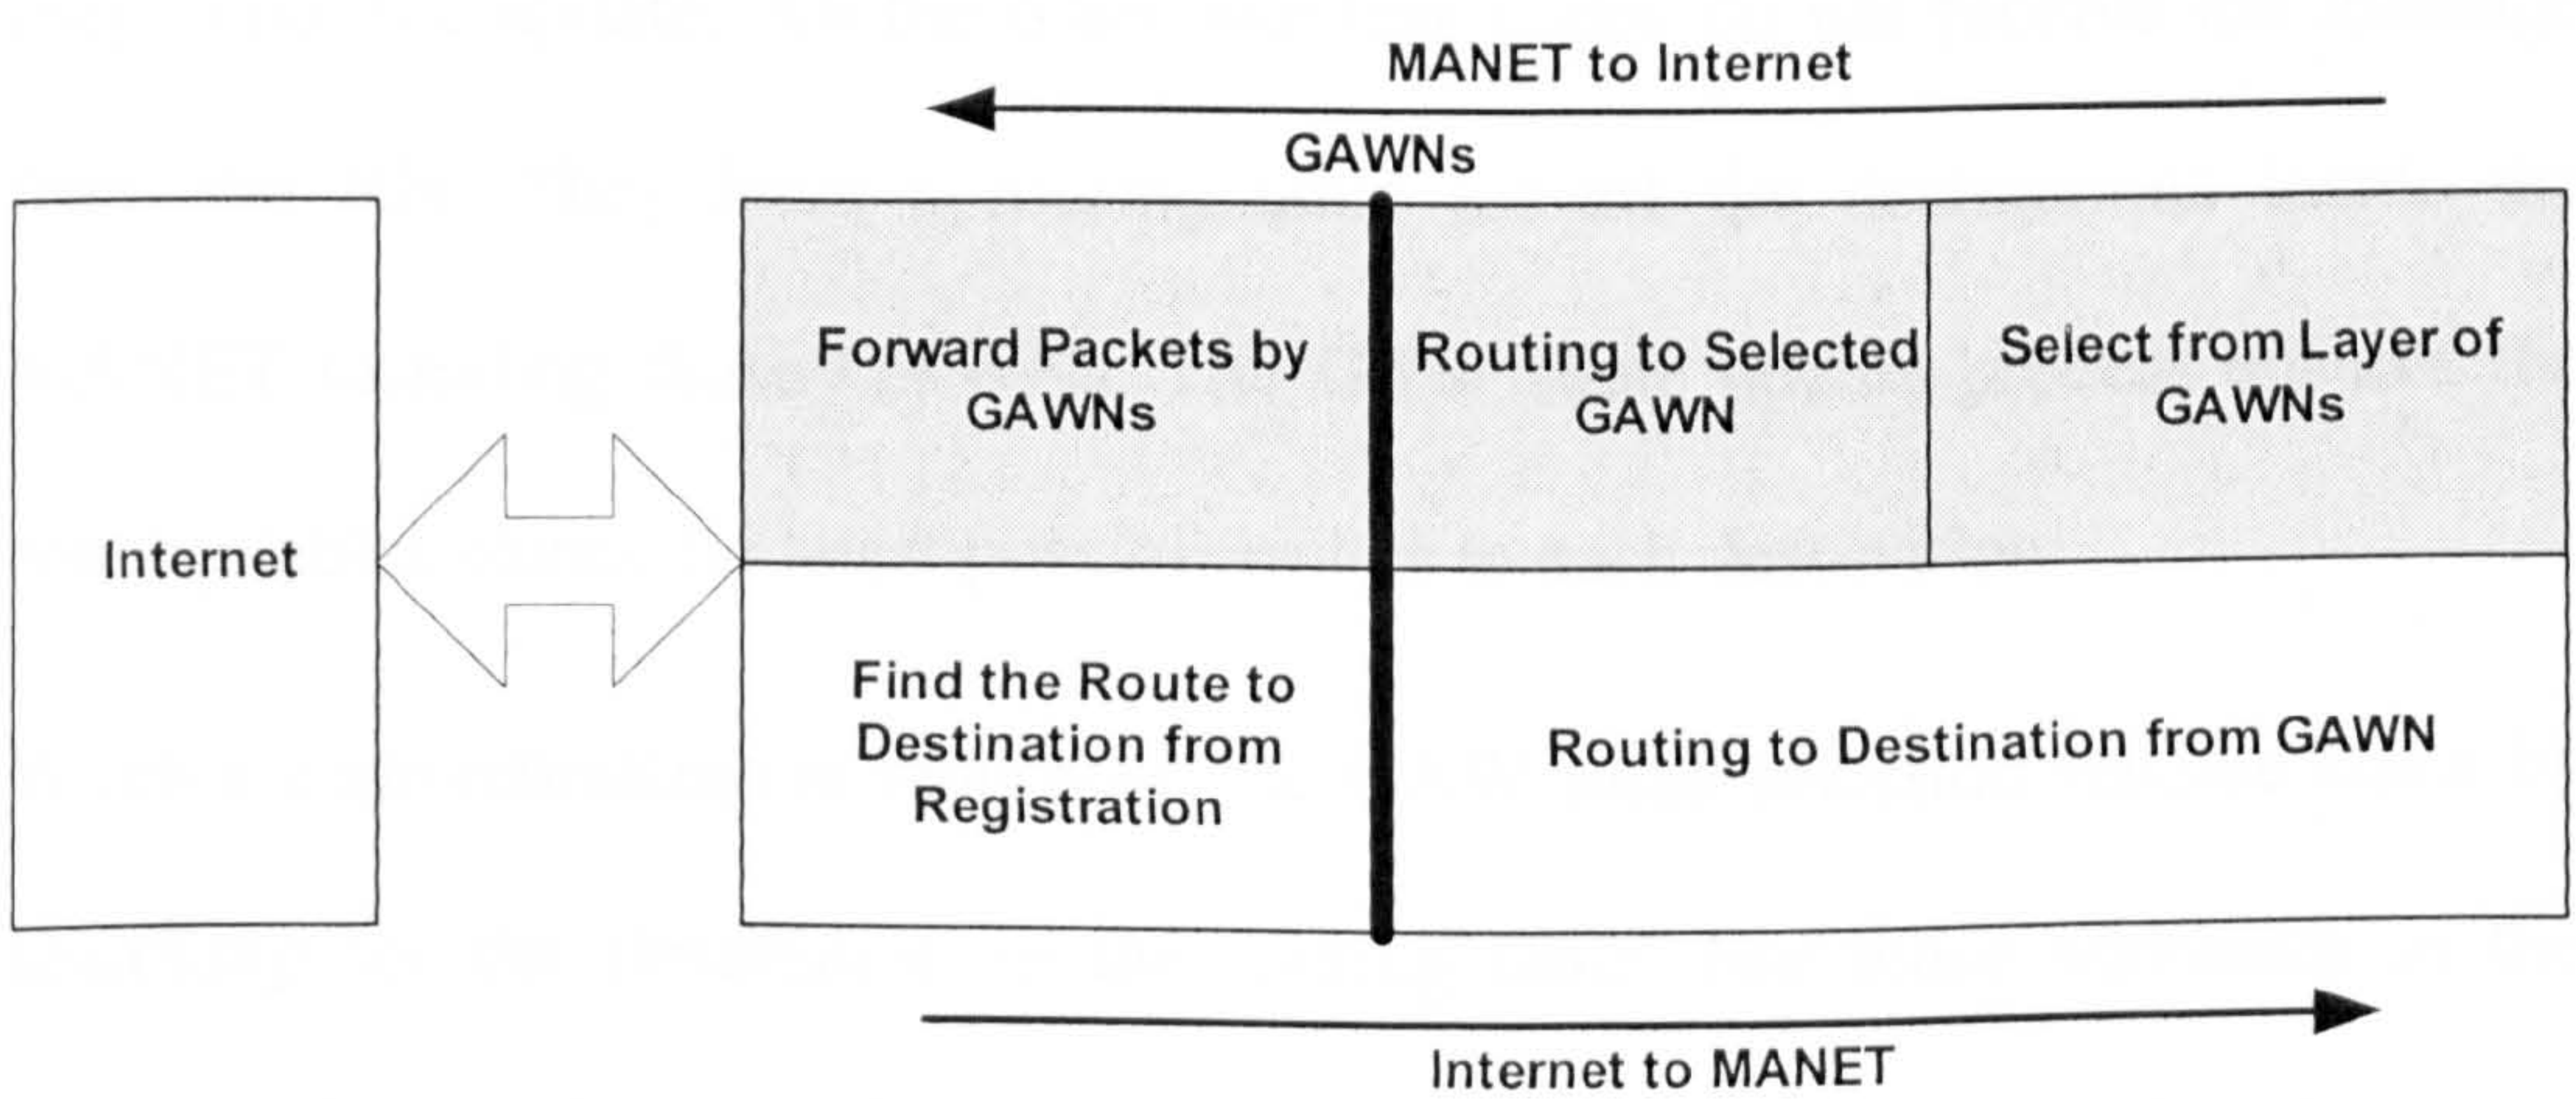 MANET to Internet
GAWNs
Internet
Forward Packets by
GAWNs
Routing to Selected
GAWN
Select from Layer of
GAWNs
Find the Route to
Destination from
Registration
Routing to Destination from GAWN
Internet to MANET